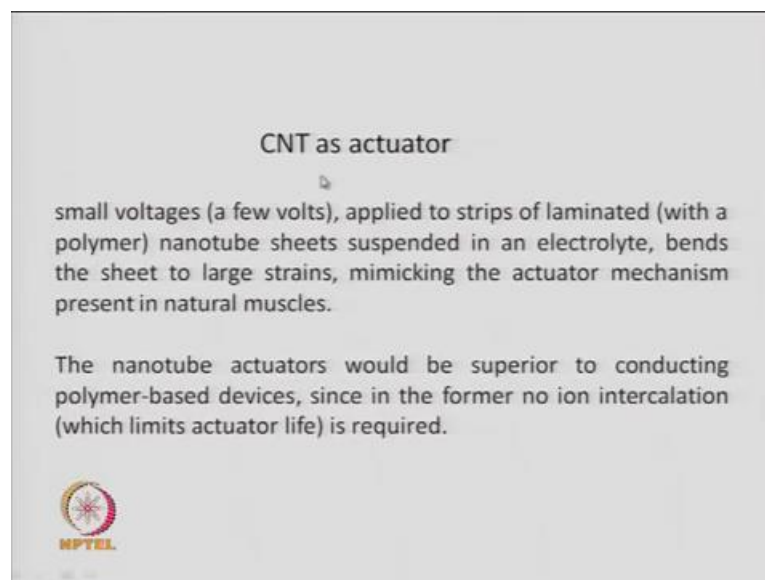 CNT as actuator
small voltages (a few volts), applied to strips of laminated (with a
polymer) nanotube sheets suspended in an electrolyte, bends
the sheet to large strains, mimicking the actuator mechanism
present in natural muscles.
The nanotube actuators would be superior to conducting
polymer-based devices, since in the former no ion intercalation
(which limits actuator life) is required.
NPTEL